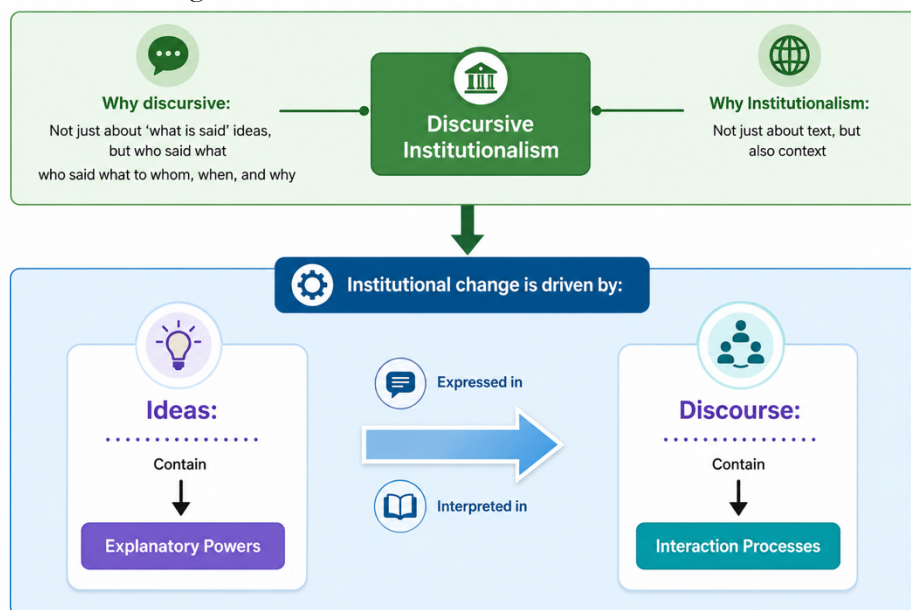 Why discursive:
Not just about ‘what is said’ ideas,
but who said what
who said what to whom, when, and why
Discursive
Institutionalism
Why Institutionalism:
Not just about text, but
also context
Institutional change is driven by:
Ideas:
Contain
Explanatory Powers
Expressed in
Interpreted in
Discourse:
Contain
Interaction Processes